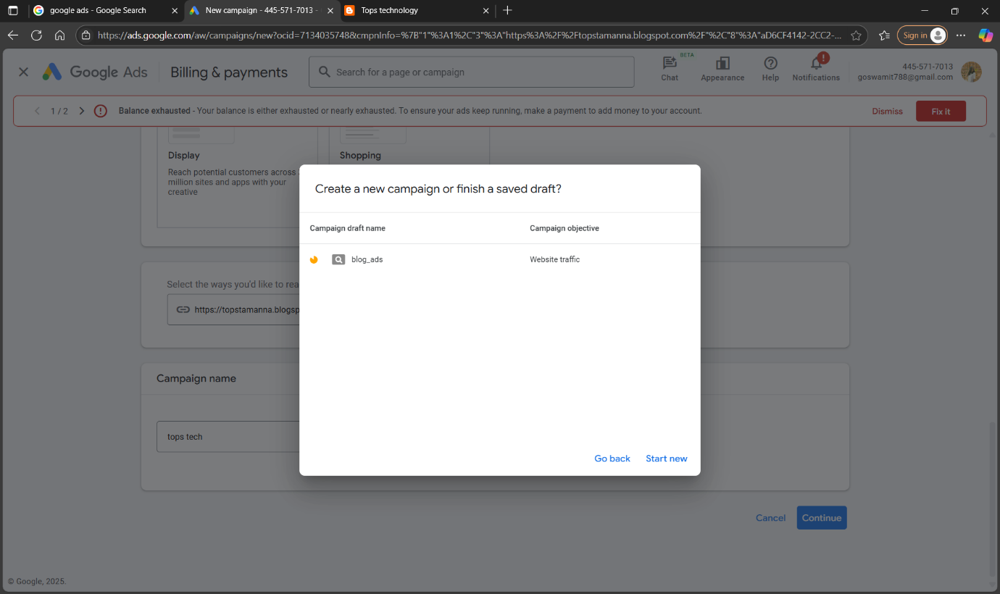 google ads - Google Search
New campaign - 445-571-7013 -
Tops technology
https://ads.google.com/aw/campaigns/new?ocid=7134035748&cmpnInfo=%7B"1"%3A1%2C"3"%3A"https%3A%2F%2Ftopstamanna.blogspot.com%2F"%2C"8"%3A"aD6CF4142-2CC2-...
Sign in
Google Ads
Billing & payments
Search for a page or campaign
BETA
Chat
Appearance
Help
Notifications
445-571-7013
goswamit788@gmail.com
1 / 2
Balance exhausted - Your balance is either exhausted or nearly exhausted. To ensure your ads keep running, make a payment to add money to your account.
Dismiss
Fix it
Display
Reach potential customers across
million sites and apps with your
creative
Shopping
Create a new campaign or finish a saved draft?
Campaign draft name
Campaign objective
blog_ads
Website traffic
Select the ways you'd like to rea
https://topstamanna.blogsp
Campaign name
tops tech
Go back
Start new
Cancel
Continue
© Google, 2025.